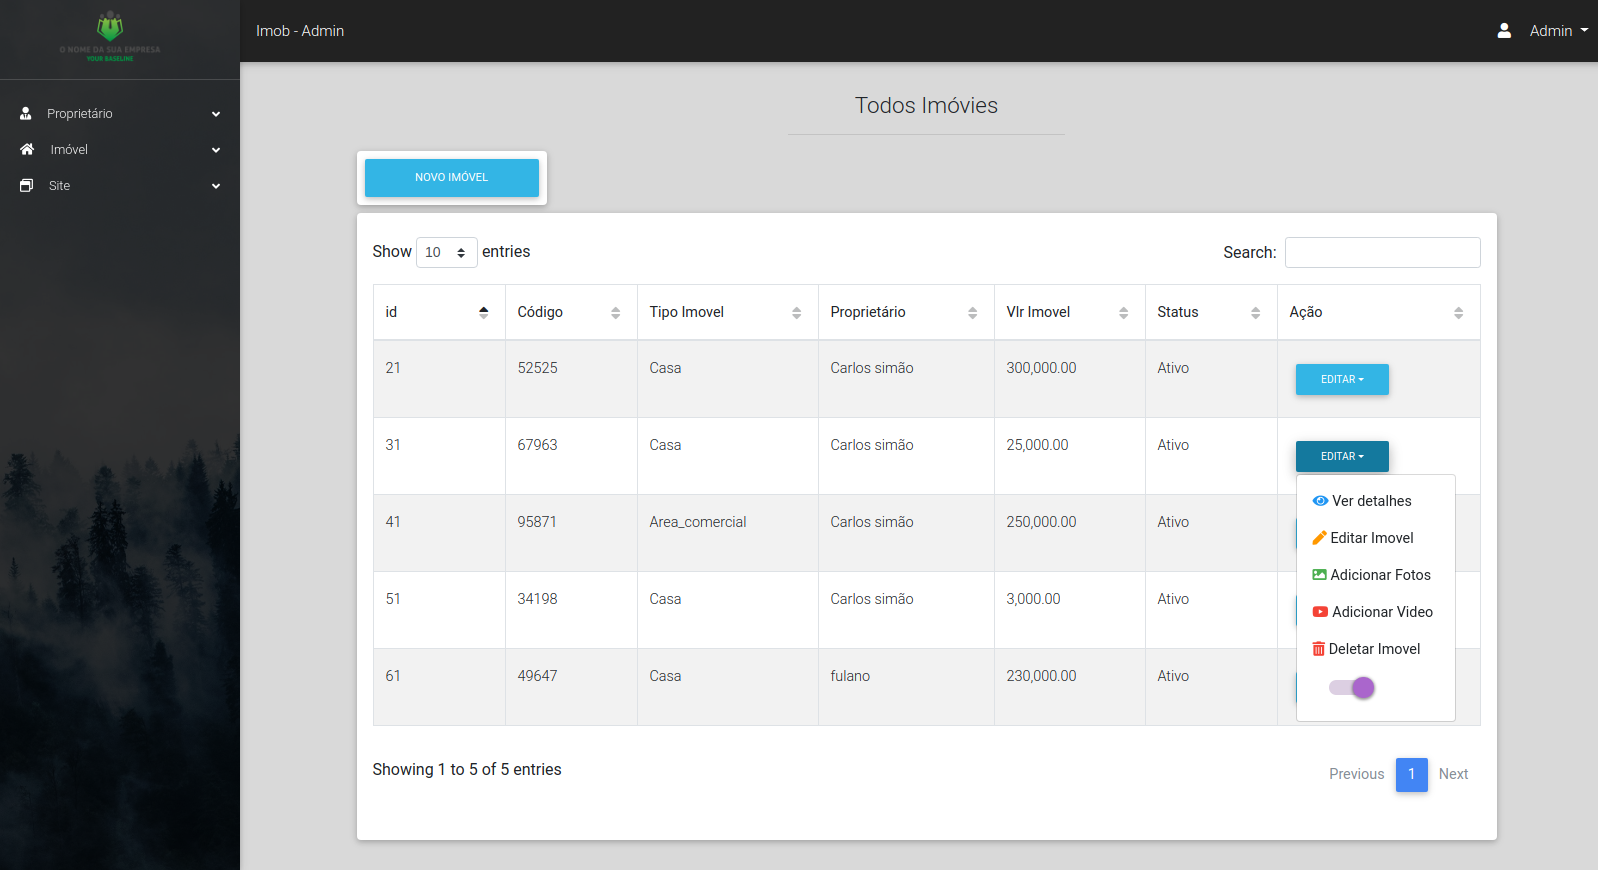 O NOME DA SUA EMPRESA
YOUR BASELINE
Imob - Admin
Admin
Proprietário
Imóvel
Site
Todos Imóvies
NOVO IMÓVEL
Show 10 entries
Search:
id Código Tipo Imovel Proprietário Vlr Imovel Status Ação
21 52525 Casa Carlos simão 300,000.00 Ativo EDITAR
31 67963 Casa Carlos simão 25,000.00 Ativo EDITAR
Ver detalhes
41 95871 Area_comercial Carlos simão 250,000.00 Ativo
Editar Imovel
Adicionar Fotos
51 34198 Casa Carlos simão 3,000.00 Ativo
Adicionar Video
Deletar Imovel
61 49647 Casa fulano 230,000.00 Ativo
Showing 1 to 5 of 5 entries
Previous 1 Next